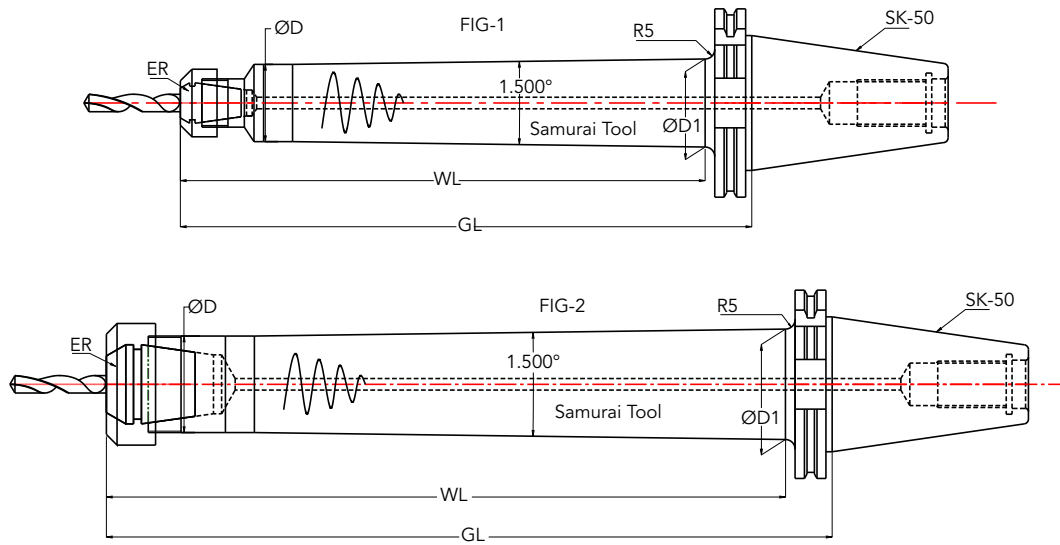 FIG-1
SK-50
ØD
R5
ER
1.500°
Samurai Tool
ØD1
WL
GL
FIG-2
SK-50
ØD
R5
ER
1.500°
Samurai Tool
ØD1
WL
GL